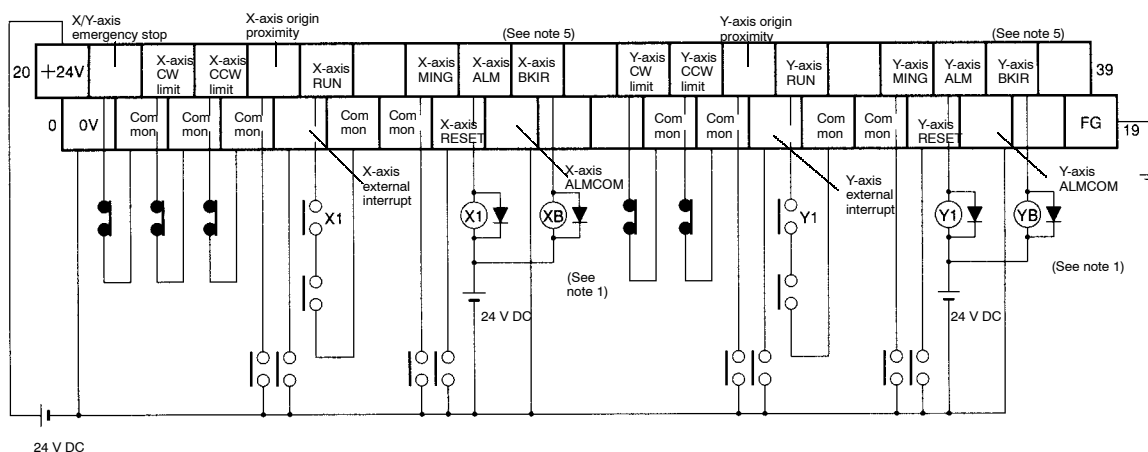 X/Y-axis
emergency stop
X-axis origin
proximity
(See note 5)
Y-axis origin
proximity
(See note 5)
20
+24V
X-axis
CW
limit
X-axis
CCW
limit
X-axis
RUN
X-axis
MING
X-axis
ALM
X-axis
BKIR
Y-axis
CW
limit
Y-axis
CCW
limit
Y-axis
RUN
Y-axis
MING
Y-axis
ALM
Y-axis
BKIR
39
0
0V
Com
mon
Com
mon
Com
mon
Com
mon
Com
mon
X-axis
RESET
Com
mon
Com
mon
Com
mon
Com
mon
Y-axis
RESET
FG
19
X-axis
external
interrupt
X-axis
ALMCOM
Y-axis
external
interrupt
Y-axis
ALMCOM
X1
X1
XB
Y1
Y1
YB
(See
note 1)
(See note 1)
24 V DC
24 V DC
24 V DC